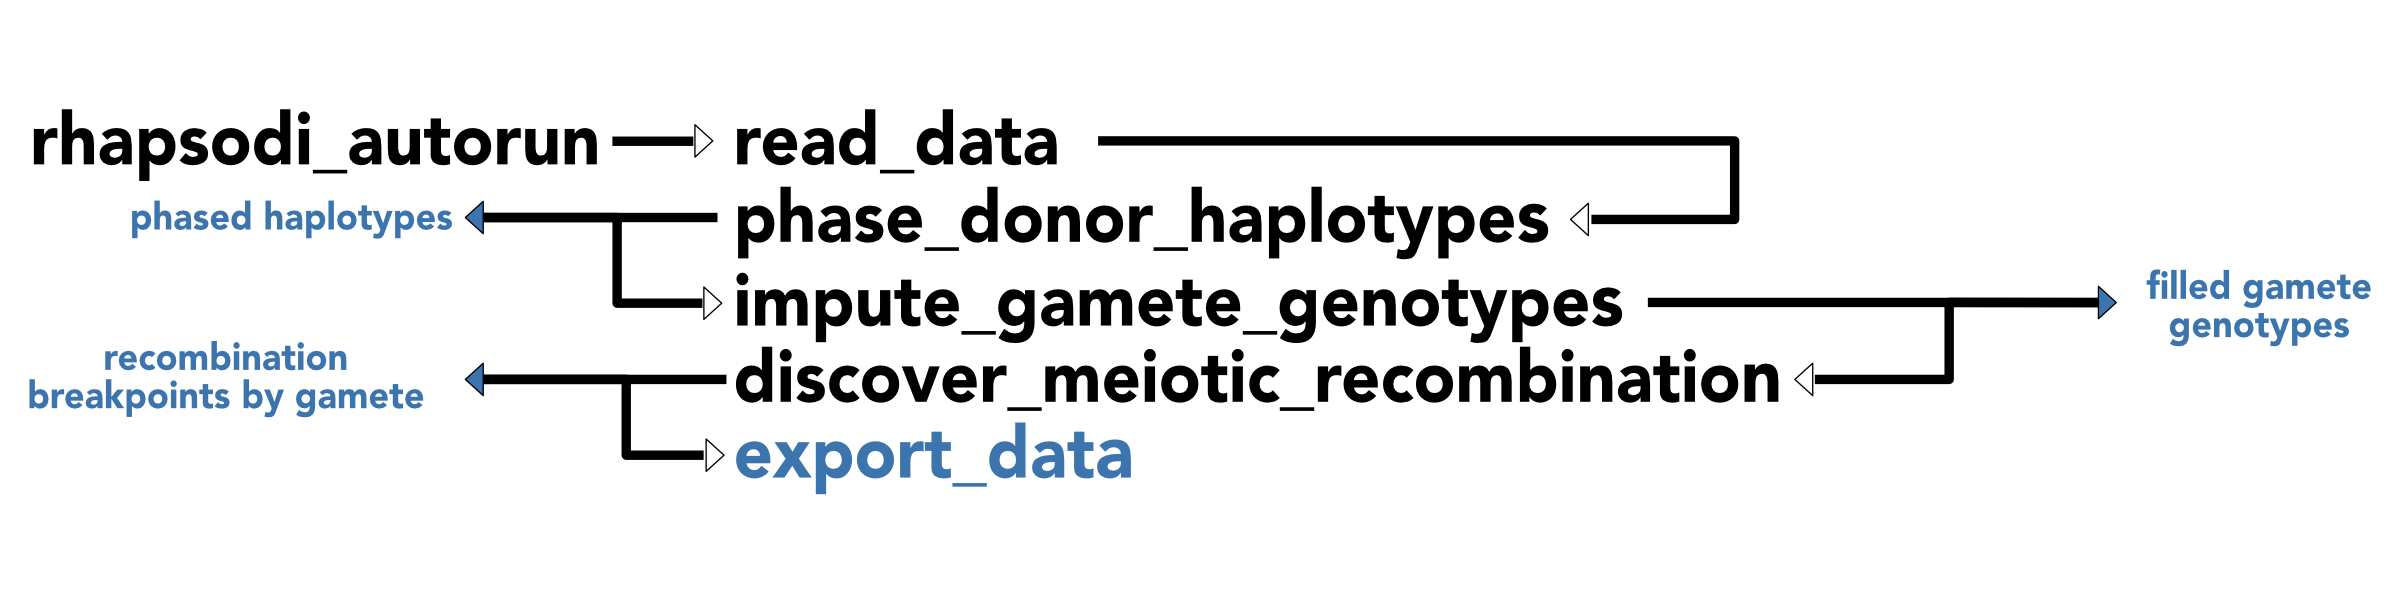 rhapsodi_autorun
read_data
phased haplotypes
phase_donor_haplotypes
impute_gamete_genotypes
filled gamete
genotypes
recombination
breakpoints by gamete
discover_meiotic_recombination
export_data